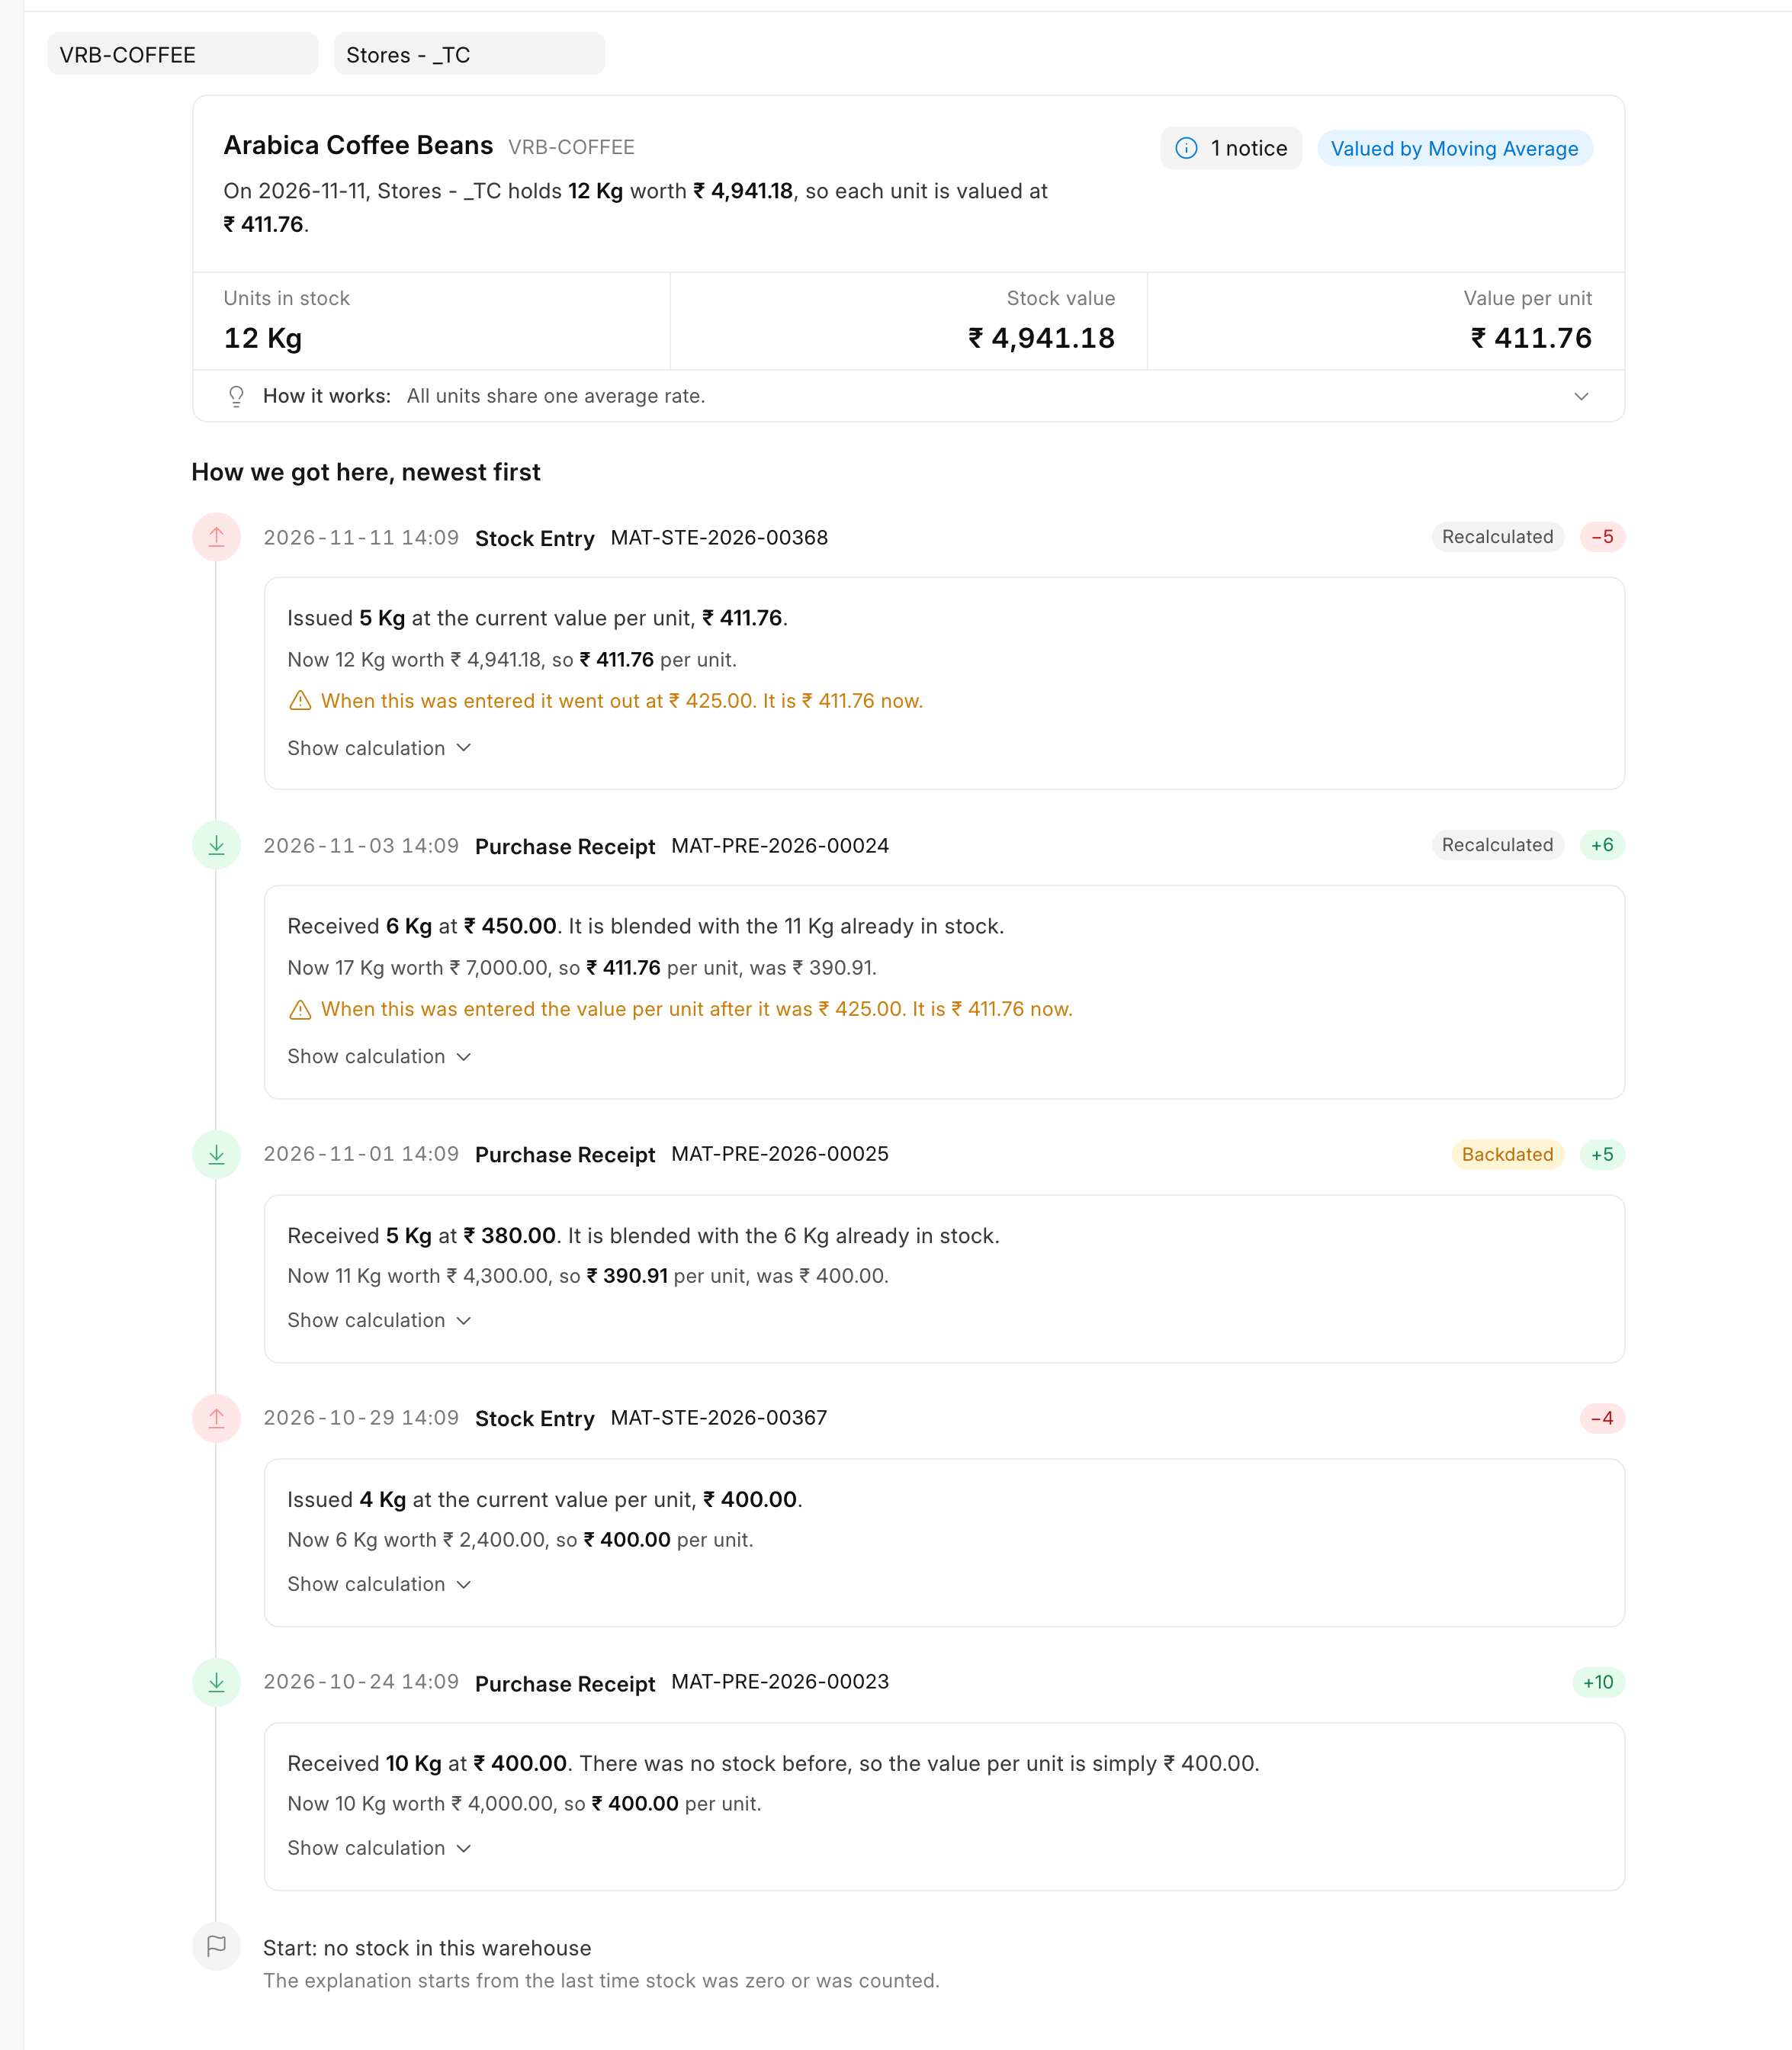 VRB-COFFEE
Stores - _TC
Arabica Coffee Beans VRB-COFFEE
1 notice
Valued by Moving Average
On 2026-11-11, Stores - _TC holds 12 Kg worth ₹ 4,941.18, so each unit is valued at
₹ 411.76.
Units in stock
12 Kg
Stock value
₹ 4,941.18
Value per unit
₹ 411.76
How it works: All units share one average rate.
How we got here, newest first
2026-11-11 14:09 Stock Entry MAT-STE-2026-00368 Recalculated −5
Issued 5 Kg at the current value per unit, ₹ 411.76.
Now 12 Kg worth ₹ 4,941.18, so ₹ 411.76 per unit.
When this was entered it went out at ₹ 425.00. It is ₹ 411.76 now.
Show calculation
2026-11-03 14:09 Purchase Receipt MAT-PRE-2026-00024 Recalculated +6
Received 6 Kg at ₹ 450.00. It is blended with the 11 Kg already in stock.
Now 17 Kg worth ₹ 7,000.00, so ₹ 411.76 per unit, was ₹ 390.91.
When this was entered the value per unit after it was ₹ 425.00. It is ₹ 411.76 now.
Show calculation
2026-11-01 14:09 Purchase Receipt MAT-PRE-2026-00025 Backdated +5
Received 5 Kg at ₹ 380.00. It is blended with the 6 Kg already in stock.
Now 11 Kg worth ₹ 4,300.00, so ₹ 390.91 per unit, was ₹ 400.00.
Show calculation
2026-10-29 14:09 Stock Entry MAT-STE-2026-00367 −4
Issued 4 Kg at the current value per unit, ₹ 400.00.
Now 6 Kg worth ₹ 2,400.00, so ₹ 400.00 per unit.
Show calculation
2026-10-24 14:09 Purchase Receipt MAT-PRE-2026-00023 +10
Received 10 Kg at ₹ 400.00. There was no stock before, so the value per unit is simply ₹ 400.00.
Now 10 Kg worth ₹ 4,000.00, so ₹ 400.00 per unit.
Show calculation
Start: no stock in this warehouse
The explanation starts from the last time stock was zero or was counted.